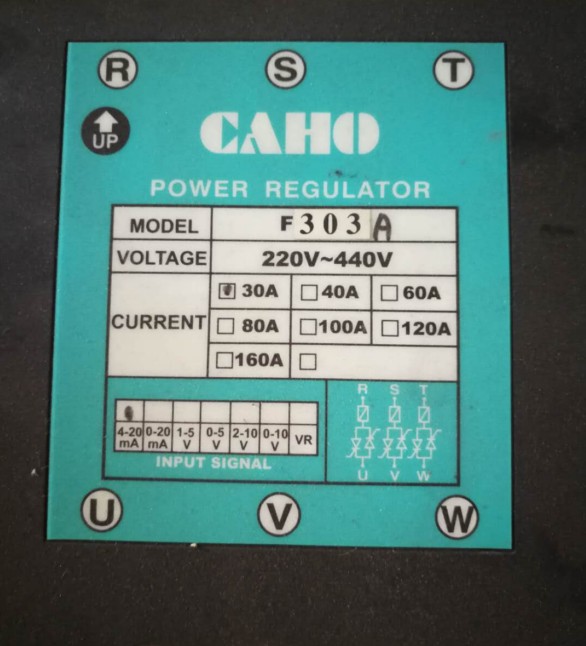 R S T
UP
CAHO
POWER REGULATOR
MODEL F303A
VOLTAGE 220V~440V
CURRENT 30A 40A 60A
80A 100A 120A
160A
4-20 mA 0-20 mA 1-5 V 0-5 V 2-10 V 0-10 V VR
INPUT SIGNAL
R S T
U V W
U V W